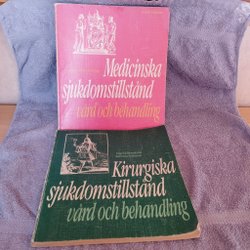 Medicinska
sjukdomstillstånd
vård och behandling
Kirurgiska
sjukdomstillstånd
vård och behandling